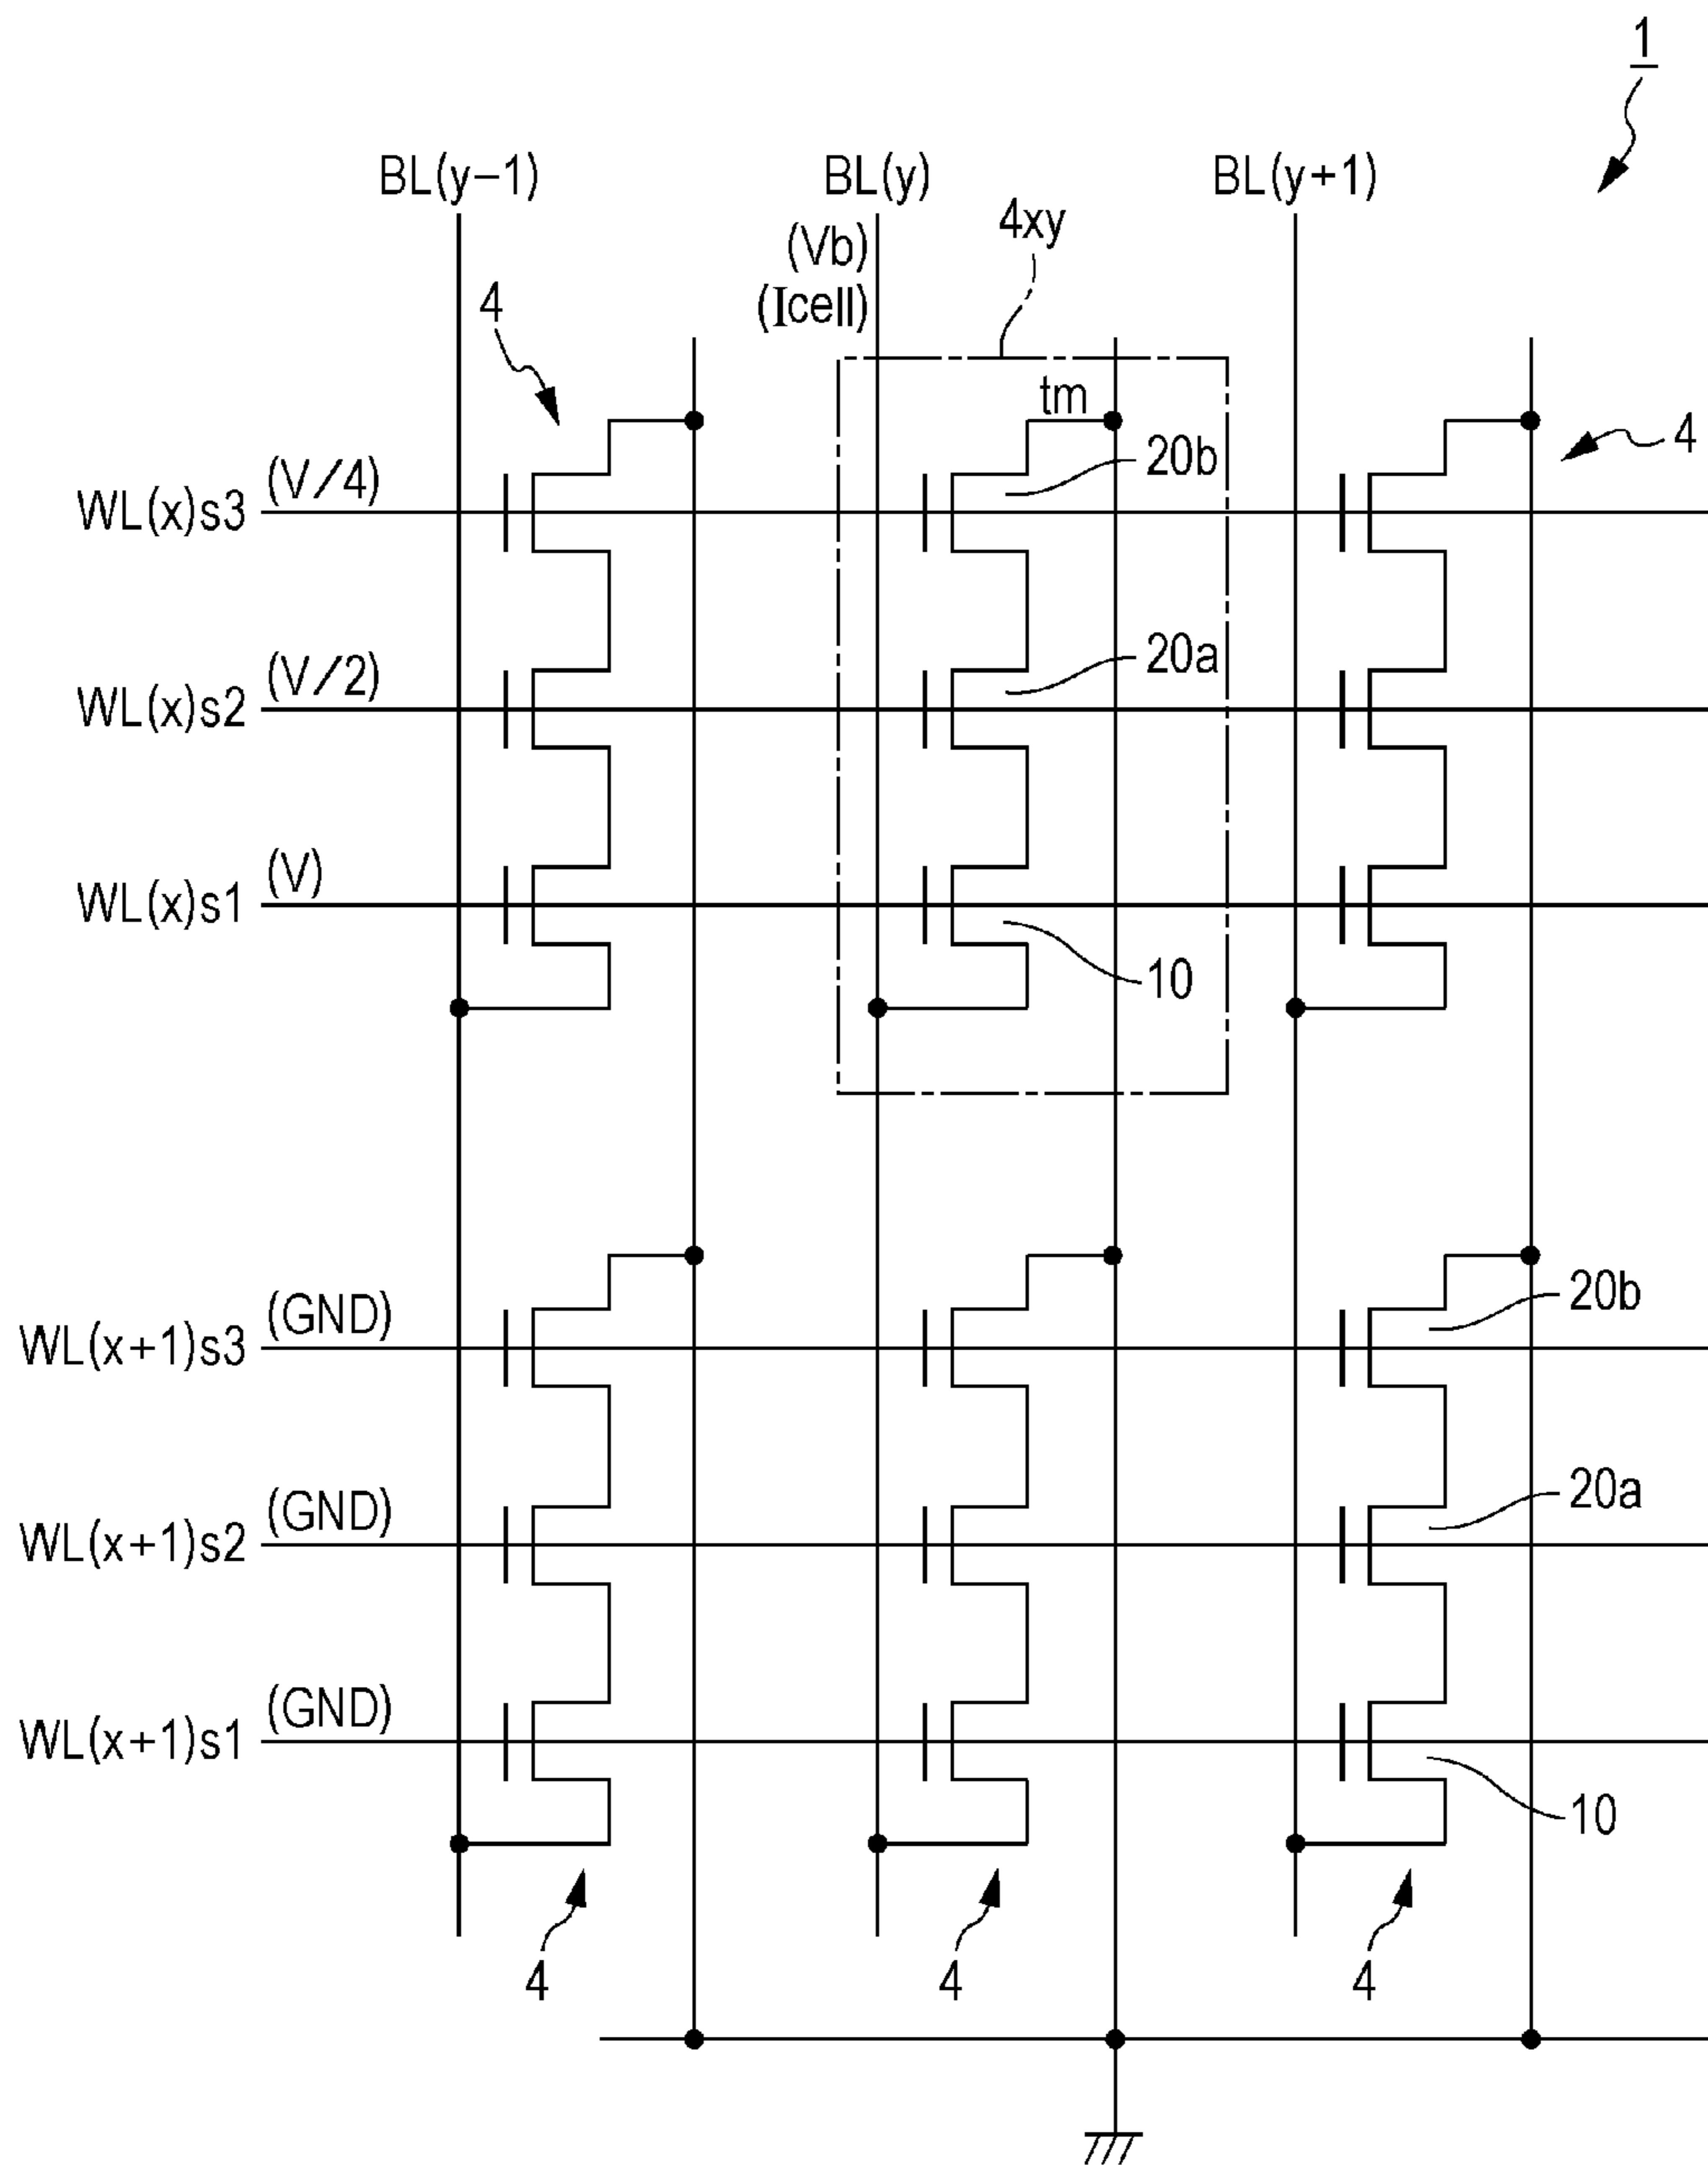 1
BL(y-1) BL(y) BL(y+1)
4xy
(Vb)
(Icell)
4
tm
4
20b
(V/4)
WL(x)s3
20a
(V/2)
WL(x)s2
(V)
WL(x)s1
10
20b
(GND)
WL(x+1)s3
20a
(GND)
WL(x+1)s2
(GND)
WL(x+1)s1
10
4 4 4